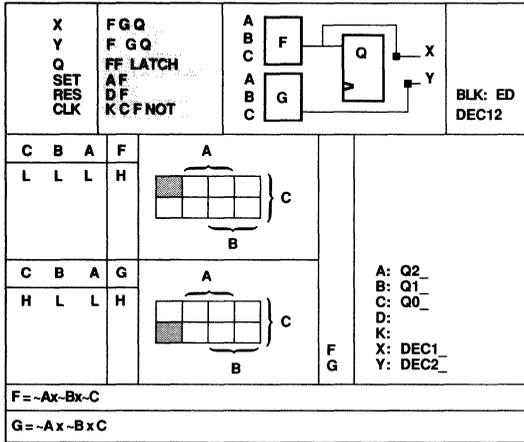 X F G Q
Y F G Q
Q FF LATCH
SET A F
RES D F
CLK K C F NOT
A
B
C
F
A
B
C
G
Q
X
Y
BLK: ED
DEC12
C B A F
L L L H
A
C
B
C B A G
H L L H
A
C
B
F
G
A: Q2_
B: Q1_
C: Q0_
D:
K:
X: DEC1_
Y: DEC2_
F = ~Ax~Bx~C
G = ~A x ~B x C